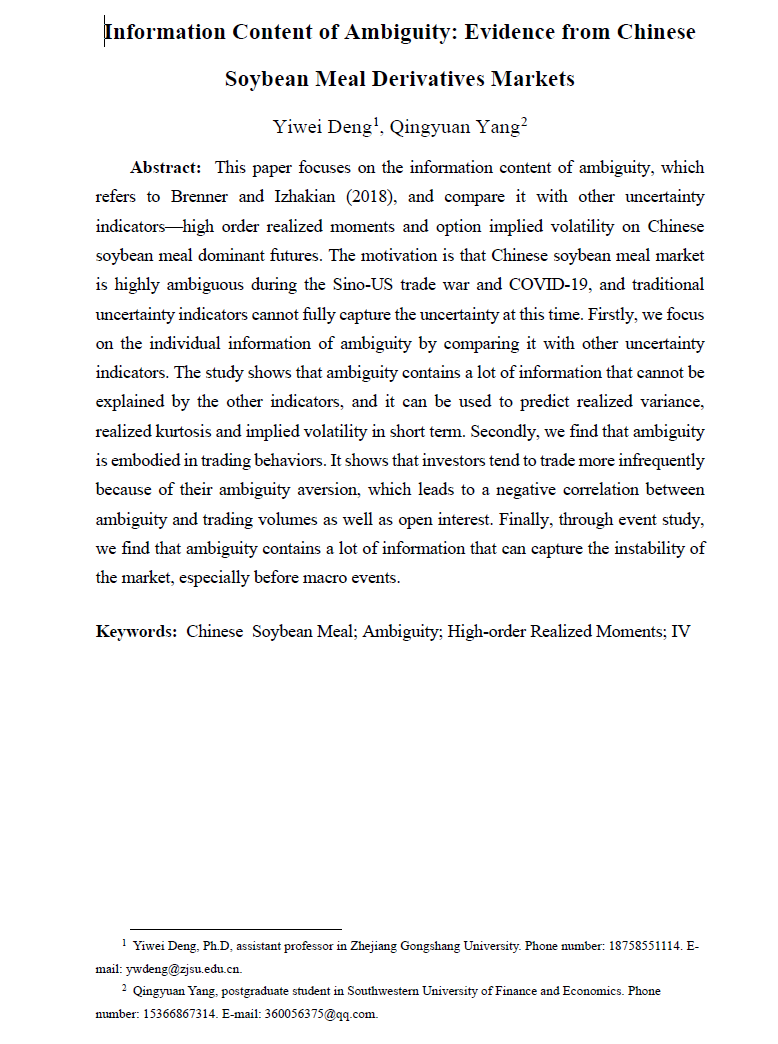 Information Content of Ambiguity: Evidence from Chinese
Soybean Meal Derivatives Markets
Yiwei Deng1, Qingyuan Yang2
Abstract: This paper focuses on the information content of ambiguity, which
refers to Brenner and Izhakian (2018), and compare it with other uncertainty
indicators—high order realized moments and option implied volatility on Chinese
soybean meal dominant futures. The motivation is that Chinese soybean meal market
is highly ambiguous during the Sino-US trade war and COVID-19, and traditional
uncertainty indicators cannot fully capture the uncertainty at this time. Firstly, we focus
on the individual information of ambiguity by comparing it with other uncertainty
indicators. The study shows that ambiguity contains a lot of information that cannot be
explained by the other indicators, and it can be used to predict realized variance,
realized kurtosis and implied volatility in short term. Secondly, we find that ambiguity
is embodied in trading behaviors. It shows that investors tend to trade more infrequently
because of their ambiguity aversion, which leads to a negative correlation between
ambiguity and trading volumes as well as open interest. Finally, through event study,
we find that ambiguity contains a lot of information that can capture the instability of
the market, especially before macro events.
Keywords: Chinese Soybean Meal; Ambiguity; High-order Realized Moments; IV
1 Yiwei Deng, Ph.D, assistant professor in Zhejiang Gongshang University. Phone number: 18758551114. E-
mail: ywdeng@zjsu.edu.cn.
2 Qingyuan Yang, postgraduate student in Southwestern University of Finance and Economics. Phone
number: 15366867314. E-mail: 360056375@qq.com.